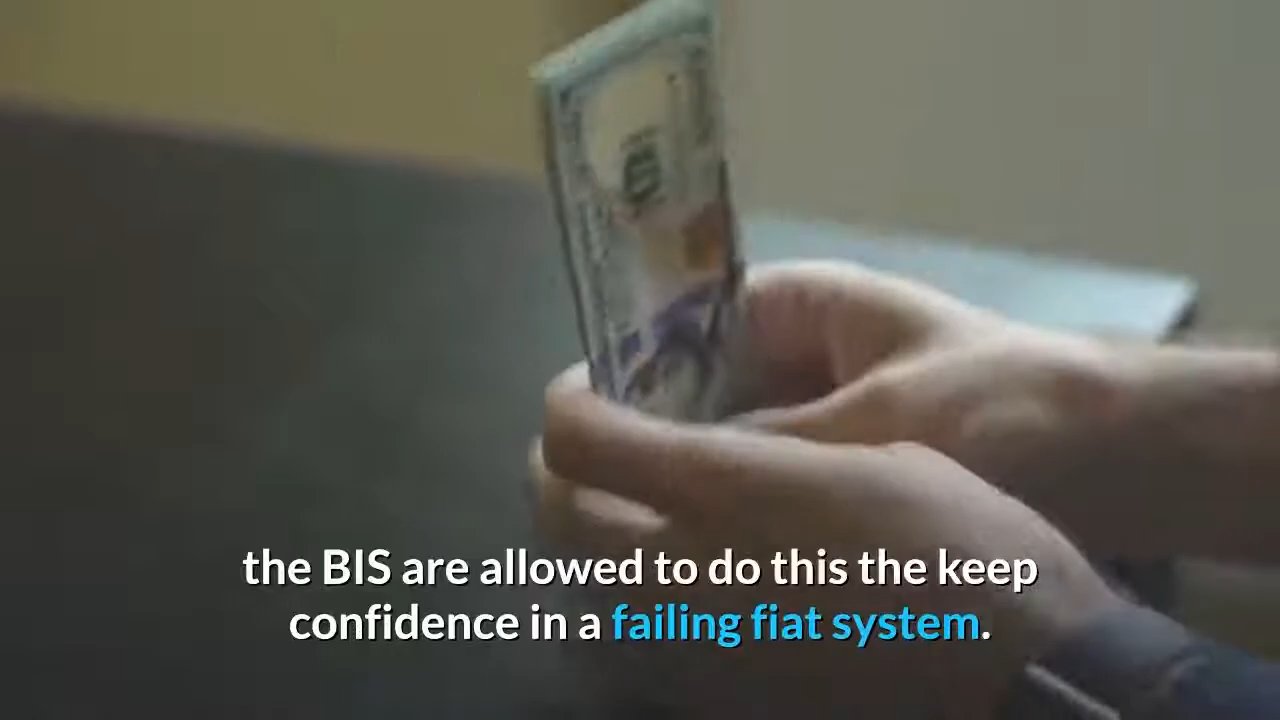 the BIS are allowed to do this the keep
confidence in a failing fiat system.